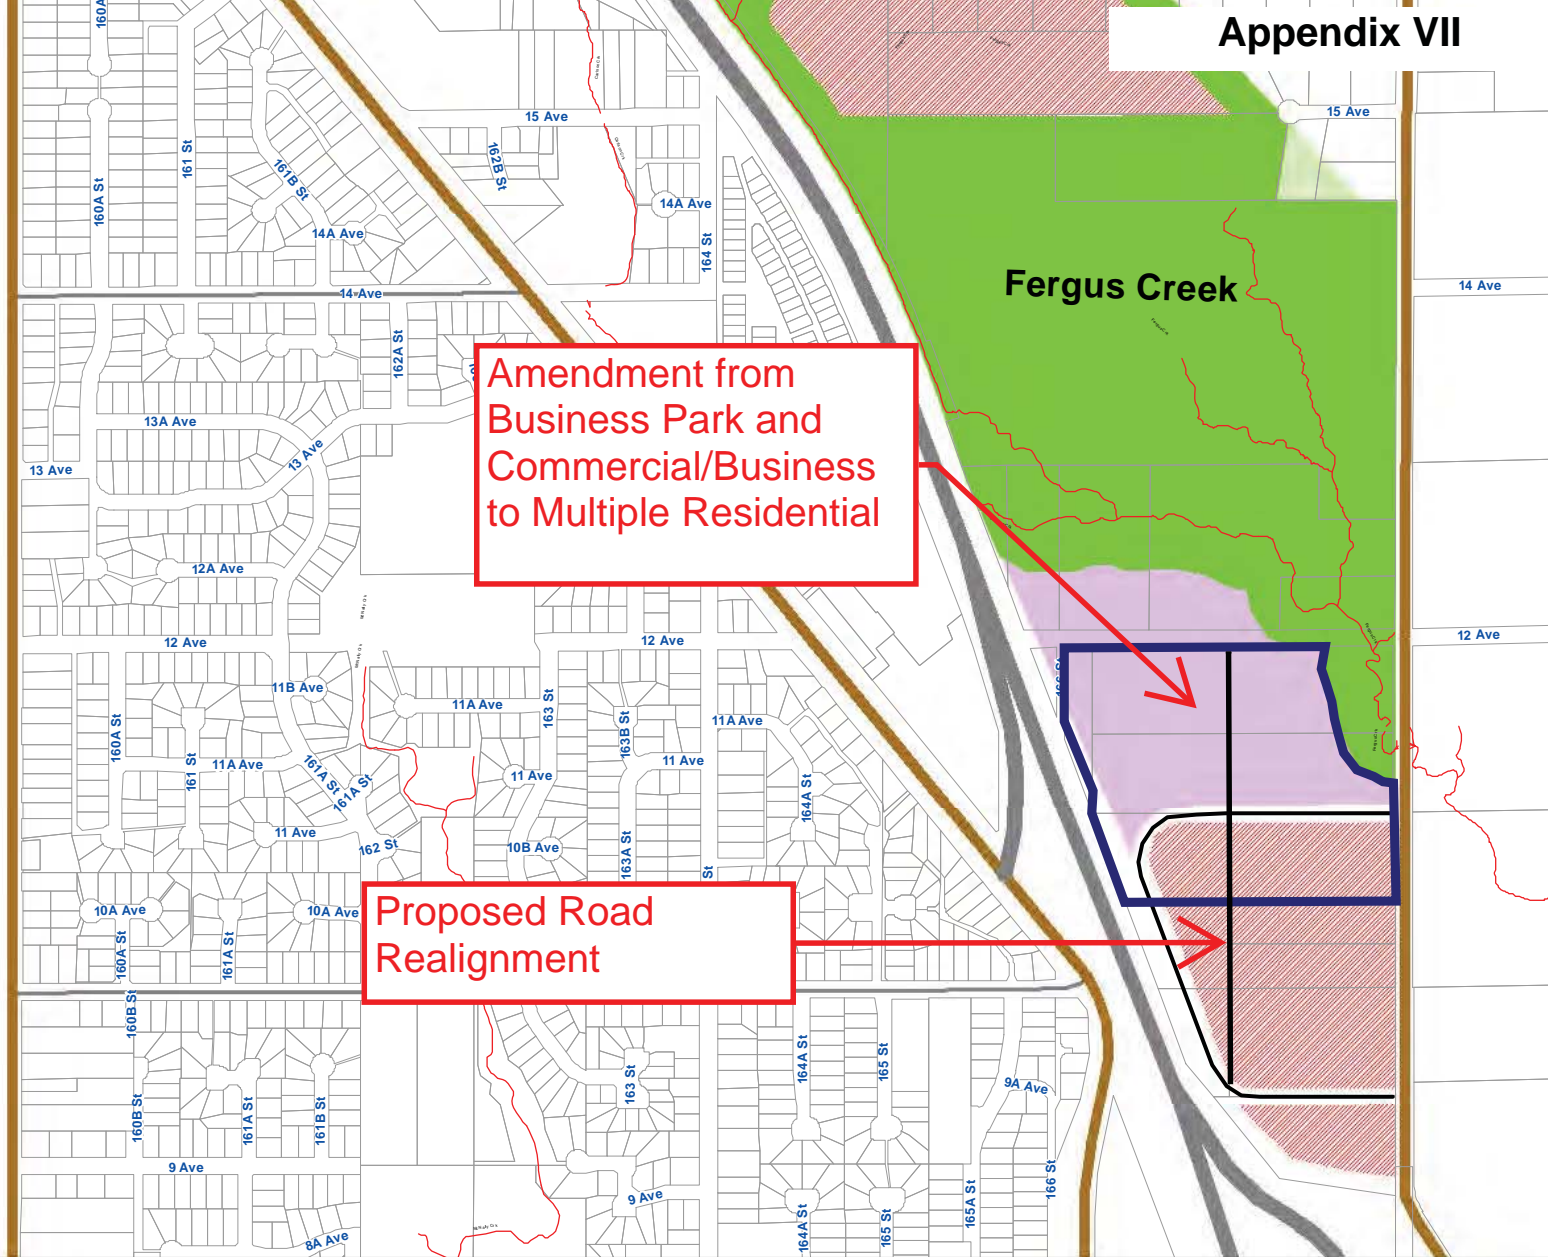 Appendix VII
160A
15 Ave
15 Ave
161 St
162B St
161B St
160A St
14A Ave
14A Ave
164 St
Fergus Creek
14 Ave
14 Ave
162A St
Amendment from
Business Park and
Commercial/Business
to Multiple Residential
13A Ave
13 Ave
13 Ave
12A Ave
12 Ave
12 Ave
12 Ave
11B Ave
11A Ave
163 St
163B St
11A Ave
160A St
161 St
11A Ave
161A St
161A St
11 Ave
11 Ave
164A St
11 Ave
162 St
10B Ave
163A St
St
10A Ave
10A Ave
160A St
161A St
Proposed Road
Realignment
160B St
164A St
165 St
163 St
9A Ave
160B St
161A St
161B St
9 Ave
9 Ave
166 St
165A St
164A St
165 St
8A Ave